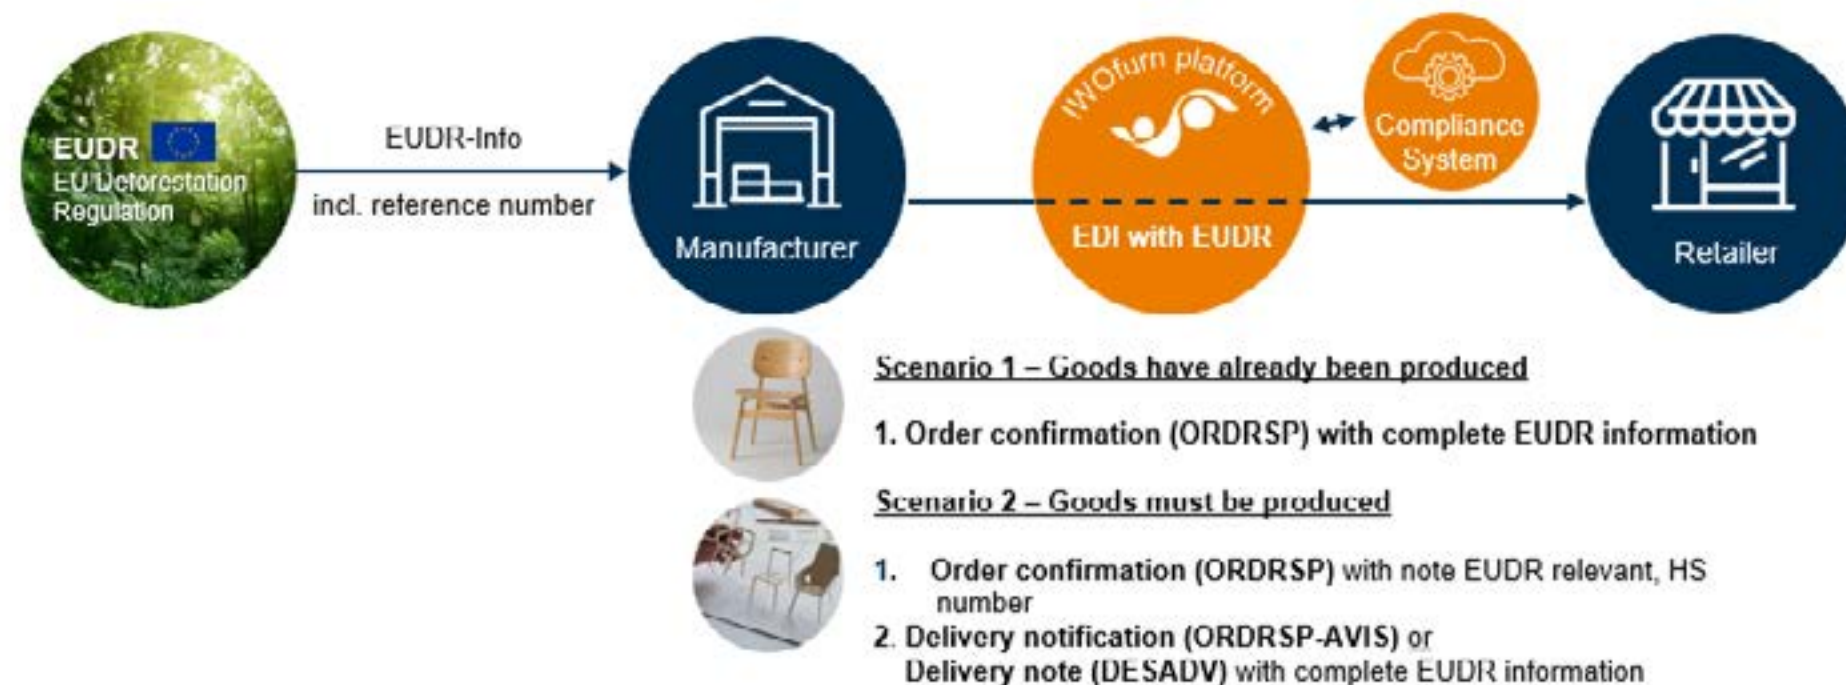 EUDR
EU Deforestation
Regulation
EUDR-Info
incl. reference number
Manufacturer
IWOfurn platform
EDI with EUDR
Compliance
System
Retailer
Scenario 1 – Goods have already been produced
1. Order confirmation (ORDRSP) with complete EUDR information
Scenario 2 – Goods must be produced
1. Order confirmation (ORDRSP) with note EUDR relevant, HS
number
2. Delivery notification (ORDRSP-AVIS) or
Delivery note (DESADV) with complete EUDR information